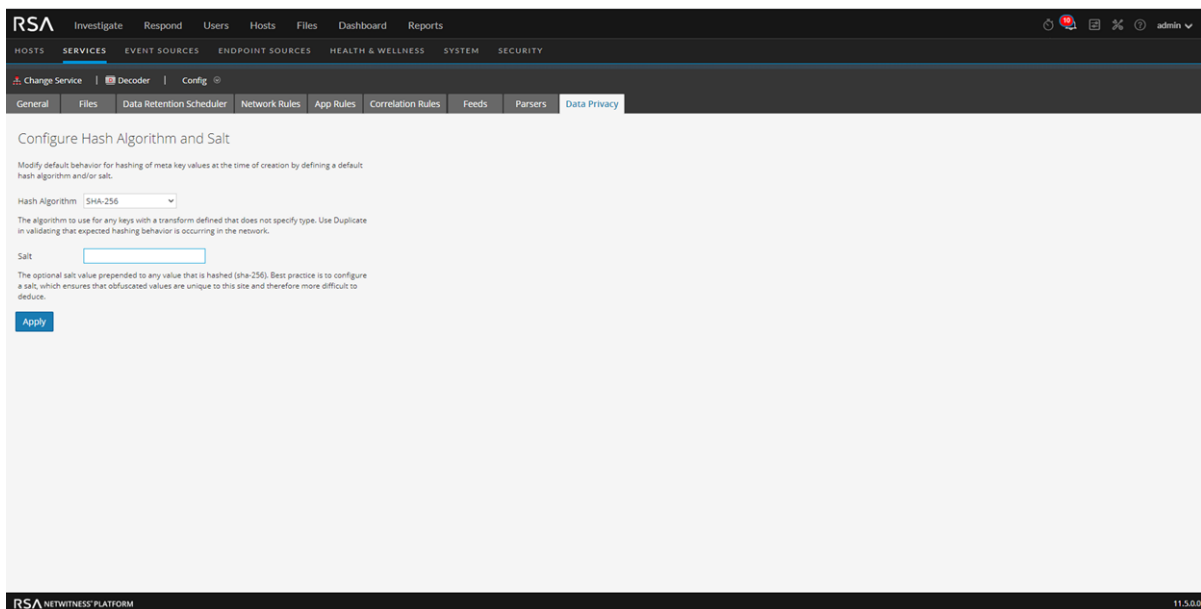 RSA Investigate Respond Users Hosts Files Dashboard Reports 10 admin
HOSTS SERVICES EVENT SOURCES ENDPOINT SOURCES HEALTH & WELLNESS SYSTEM SECURITY
Change Service | Decoder | Config
General Files Data Retention Scheduler Network Rules App Rules Correlation Rules Feeds Parsers Data Privacy
Configure Hash Algorithm and Salt
Modify default behavior for hashing of meta key values at the time of creation by defining a default
hash algorithm and/or salt.
Hash Algorithm SHA-256
The algorithm to use for any keys with a transform defined that does not specify type. Use Duplicate
in validating that expected hashing behavior is occurring in the network.
Salt
The optional salt value prepended to any value that is hashed (sha-256). Best practice is to configure
a salt, which ensures that obfuscated values are unique to this site and therefore more difficult to
deduce.
Apply
RSA NETWITNESS® PLATFORM 11.5.0.0